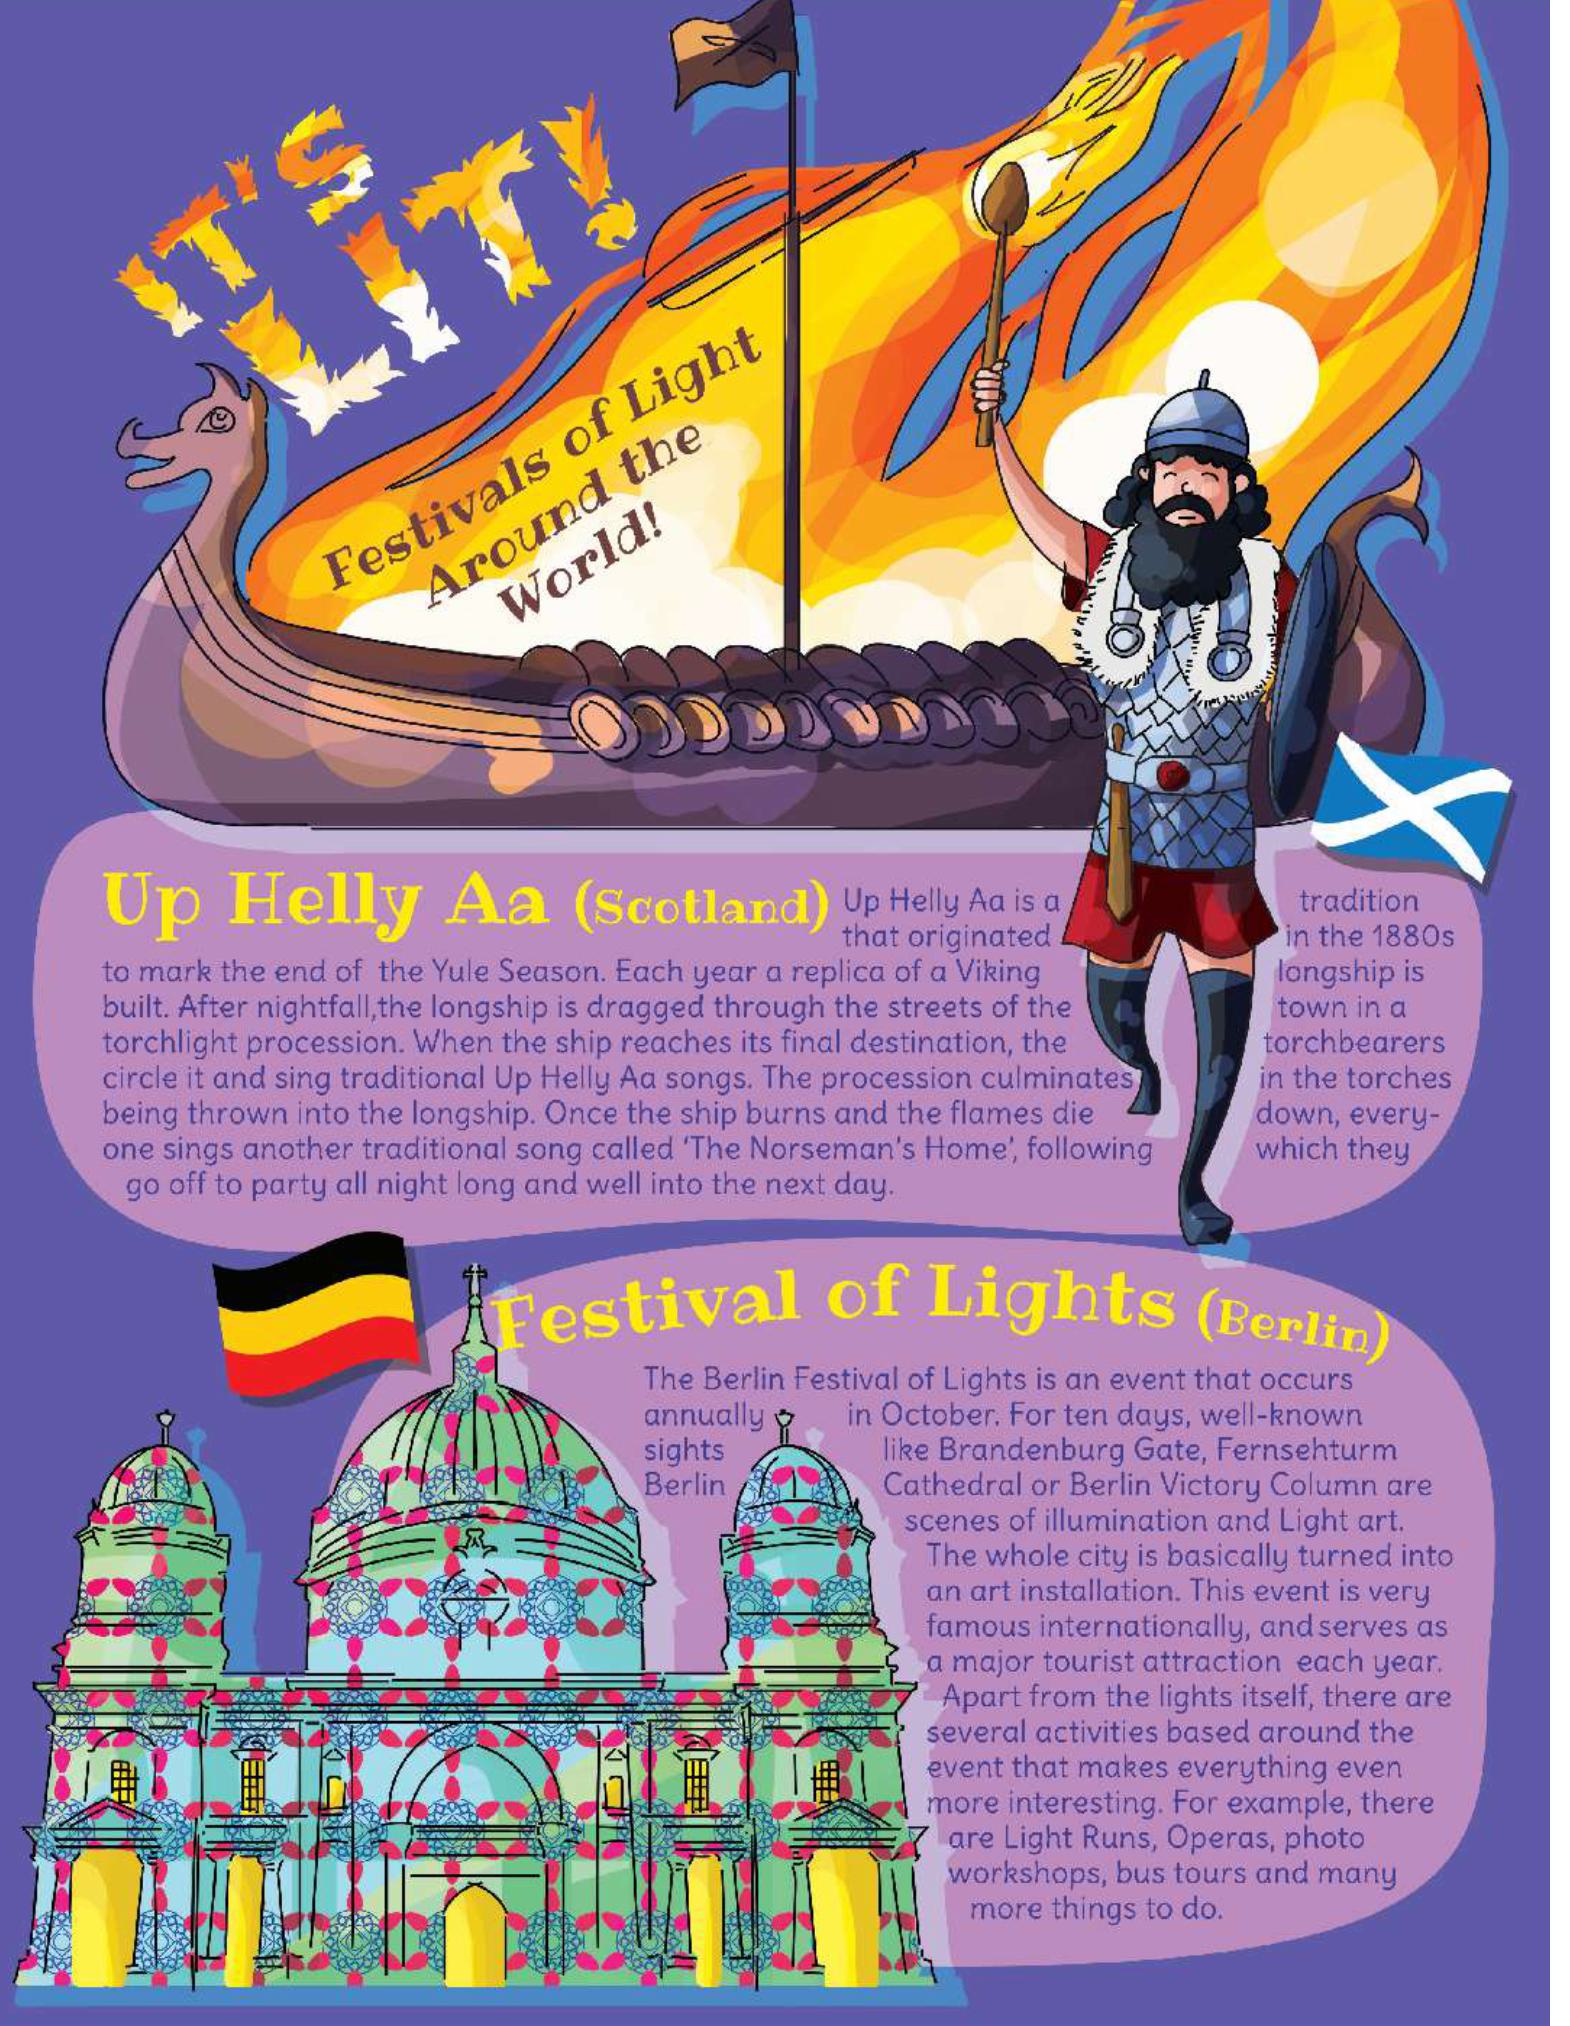 IT'S
LIT!
Festivals of Light
Around the
World!
Up Helly Aa (Scotland) Up Helly Aa is a tradition
that originated in the 1880s
to mark the end of the Yule Season. Each year a replica of a Viking longship is
built. After nightfall,the longship is dragged through the streets of the town in a
torchlight procession. When the ship reaches its final destination, the torchbearers
circle it and sing traditional Up Helly Aa songs. The procession culminates in the torches
being thrown into the longship. Once the ship burns and the flames die down, every-
one sings another traditional song called 'The Norseman's Home', following which they
go off to party all night long and well into the next day.
Festival of Lights (Berlin)
The Berlin Festival of Lights is an event that occurs
annually in October. For ten days, well-known
sights like Brandenburg Gate, Fernsehturm
Berlin Cathedral or Berlin Victory Column are
scenes of illumination and Light art.
The whole city is basically turned into
an art installation. This event is very
famous internationally, and serves as
a major tourist attraction each year.
Apart from the lights itself, there are
several activities based around the
event that makes everything even
more interesting. For example, there
are Light Runs, Operas, photo
workshops, bus tours and many
more things to do.